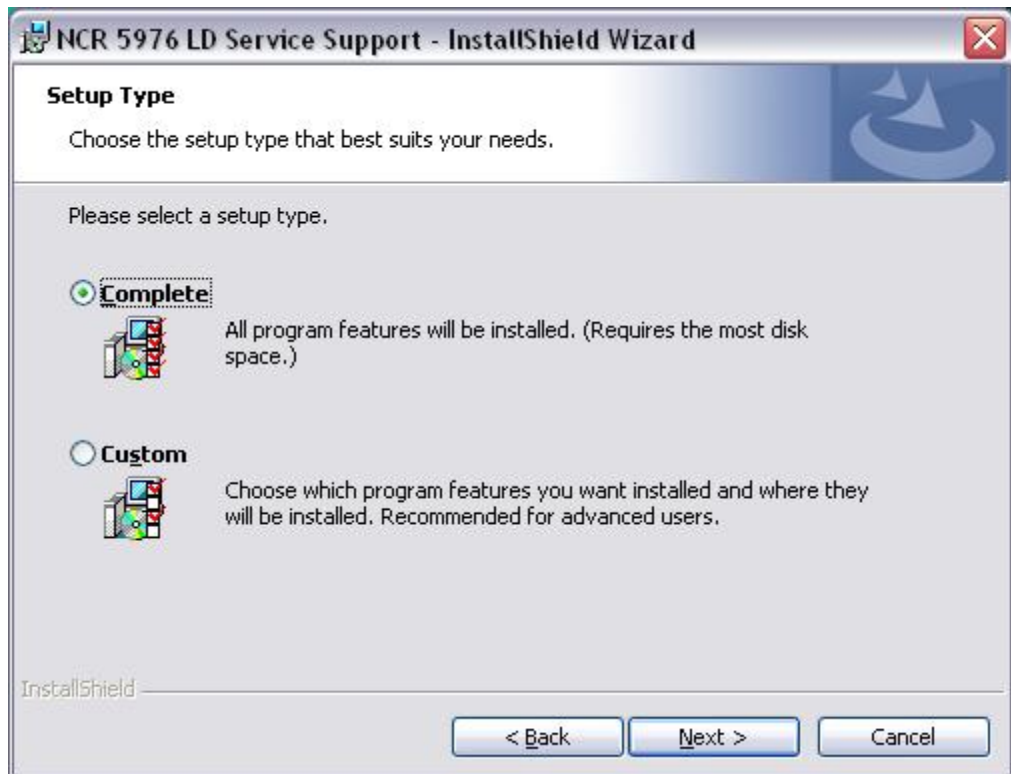 NCR 5976 LD Service Support - InstallShield Wizard
Setup Type
Choose the setup type that best suits your needs.
Please select a setup type.
Complete
All program features will be installed. (Requires the most disk
space.)
Custom
Choose which program features you want installed and where they
will be installed. Recommended for advanced users.
InstallShield
< Back
Next >
Cancel